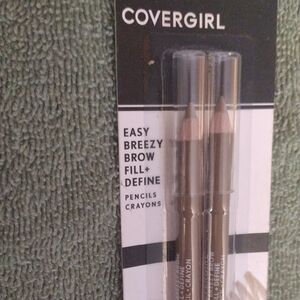 COVERGIRL
EASY
BREEZY
BROW
FILL+
DEFINE
PENCILS
CRAYONS